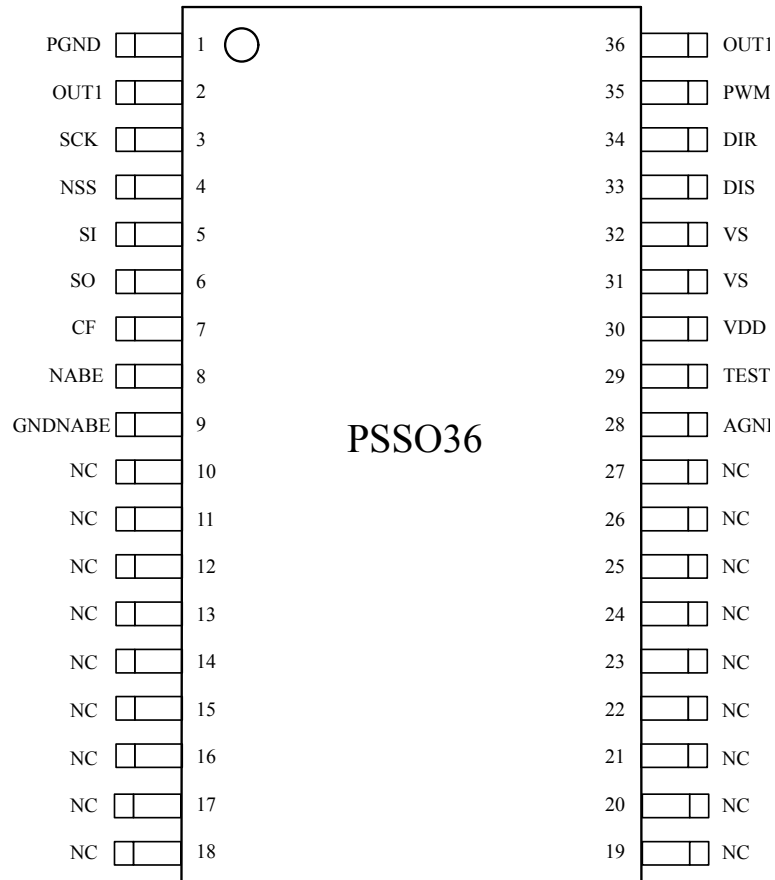 PGND 1 36 OUT1
OUT1 2 35 PWM
SCK 3 34 DIR
NSS 4 33 DIS
SI 5 32 VS
SO 6 31 VS
CF 7 30 VDD
NABE 8 29 TEST
GNDNABE 9 28
PSSO36
NC 10 27 NC
NC 11 26 NC
NC 12 25 NC
NC 13 24 NC
NC 14 23 NC
NC 15 22 NC
NC 16 21 NC
NC 17 20 NC
NC 18 19 NC